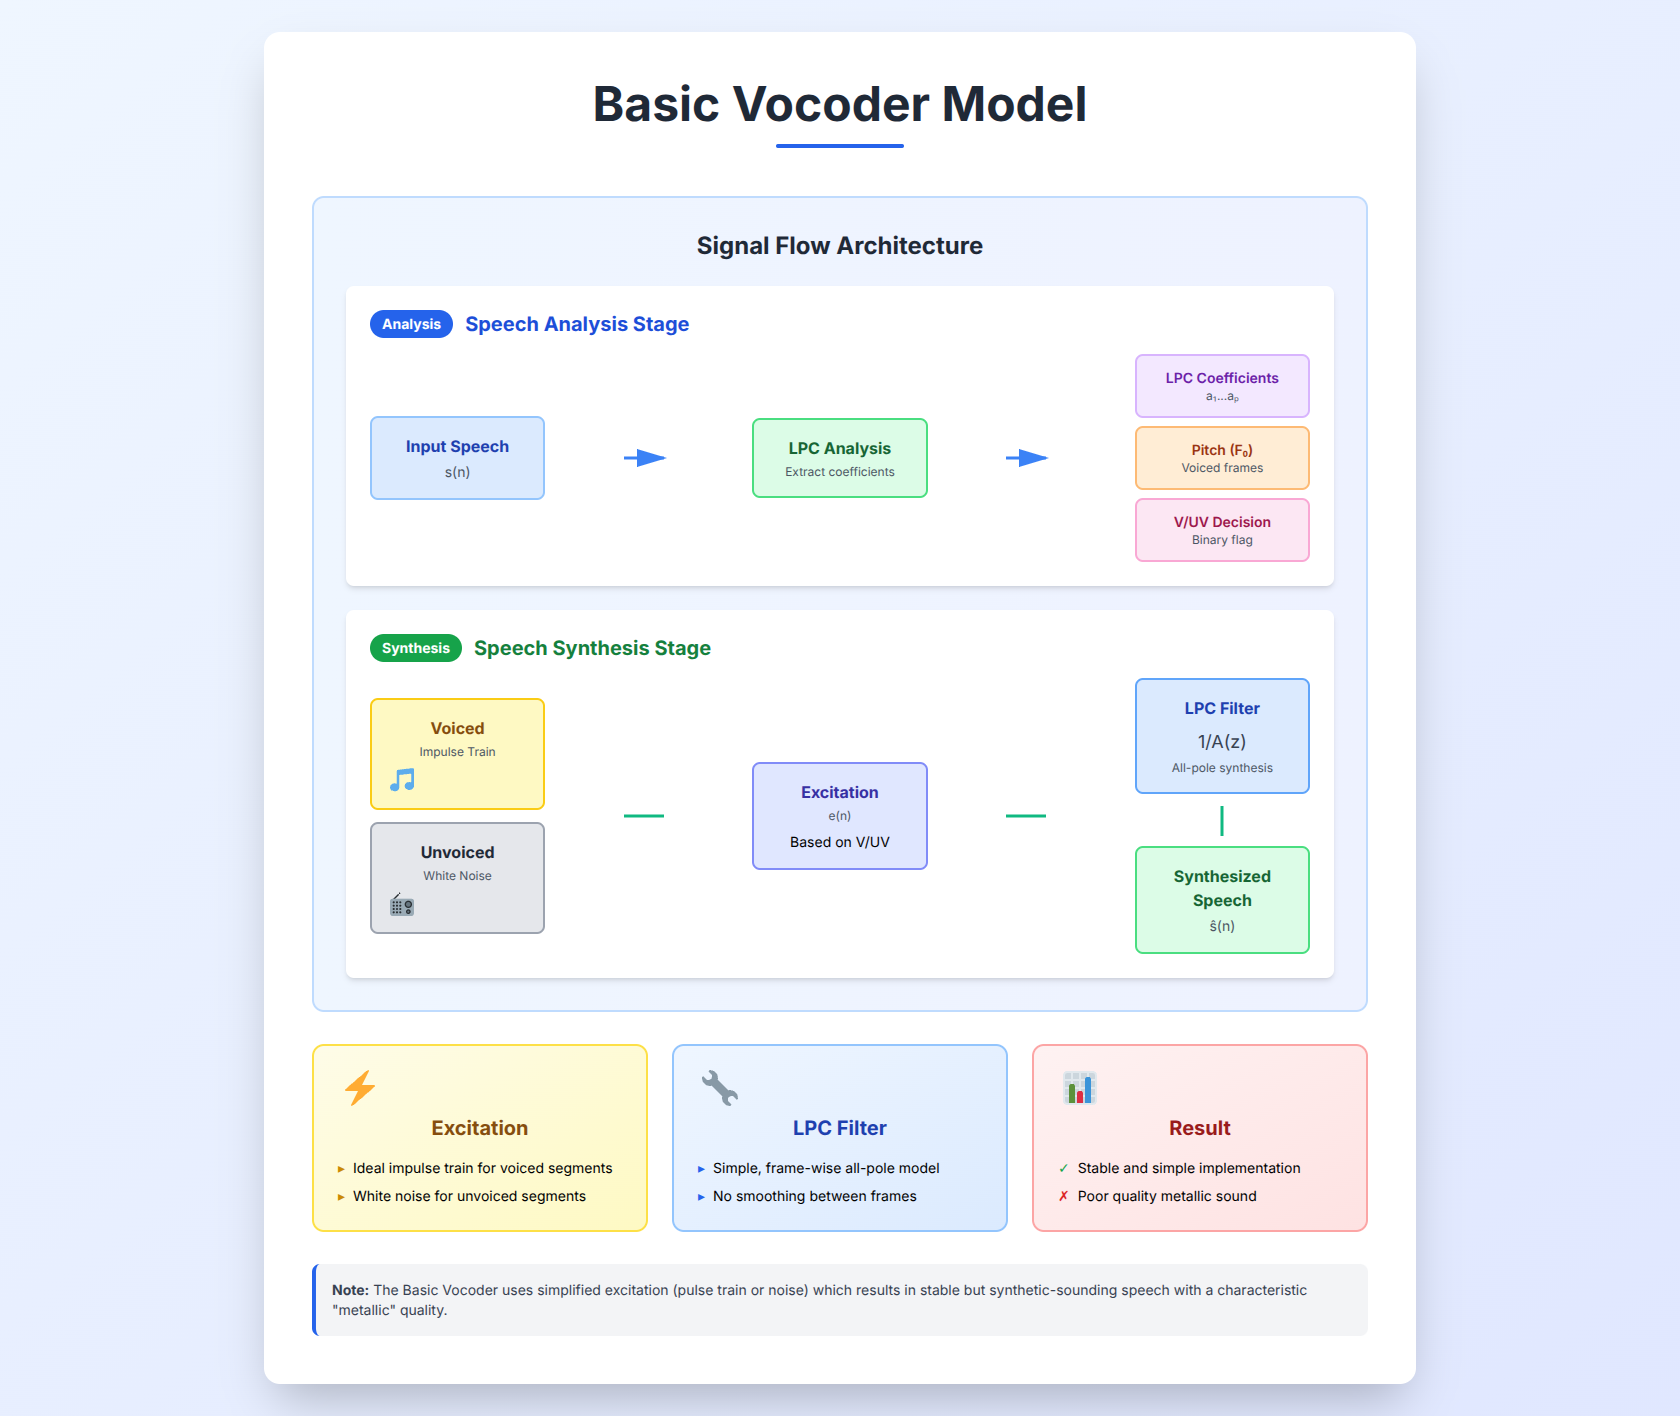 Basic Vocoder Model
Signal Flow Architecture
Analysis Speech Analysis Stage
Input Speech
s(n)
LPC Analysis
Extract coefficients
LPC Coefficients
a₁...aₚ
Pitch (F₀)
Voiced frames
V/UV Decision
Binary flag
Synthesis Speech Synthesis Stage
Voiced
Impulse Train
Unvoiced
White Noise
Excitation
e(n)
Based on V/UV
LPC Filter
1/A(z)
All-pole synthesis
Synthesized
Speech
ŝ(n)
Excitation
▸ Ideal impulse train for voiced segments
▸ White noise for unvoiced segments
LPC Filter
▸ Simple, frame-wise all-pole model
▸ No smoothing between frames
Result
✓ Stable and simple implementation
✗ Poor quality metallic sound
Note: The Basic Vocoder uses simplified excitation (pulse train or noise) which results in stable but synthetic-sounding speech with a characteristic
"metallic" quality.